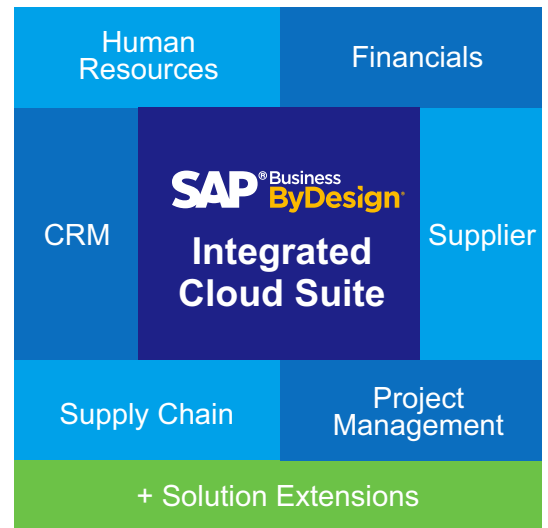 Human
Resources
Financials
CRM
SAP® Business
ByDesign
Integrated
Cloud Suite
Supplier
Supply Chain
Project
Management
+ Solution Extensions